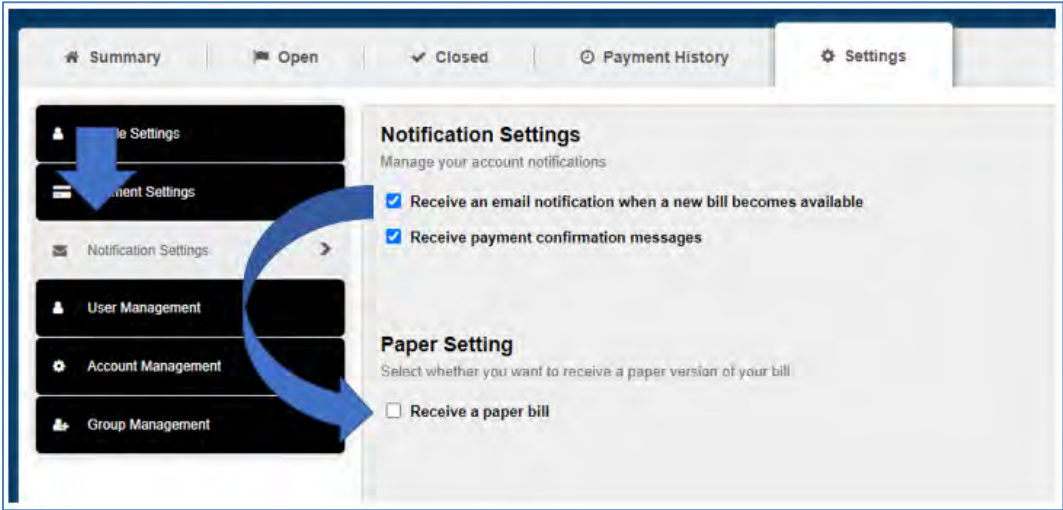 Summary Open Closed Payment History Settings
Settings
Settings
Notification Settings
User Management
Account Management
Group Management
Notification Settings
Manage your account notifications
Receive an email notification when a new bill becomes available
Receive payment confirmation messages
Paper Setting
Select whether you want to receive a paper version of your bill
Receive a paper bill